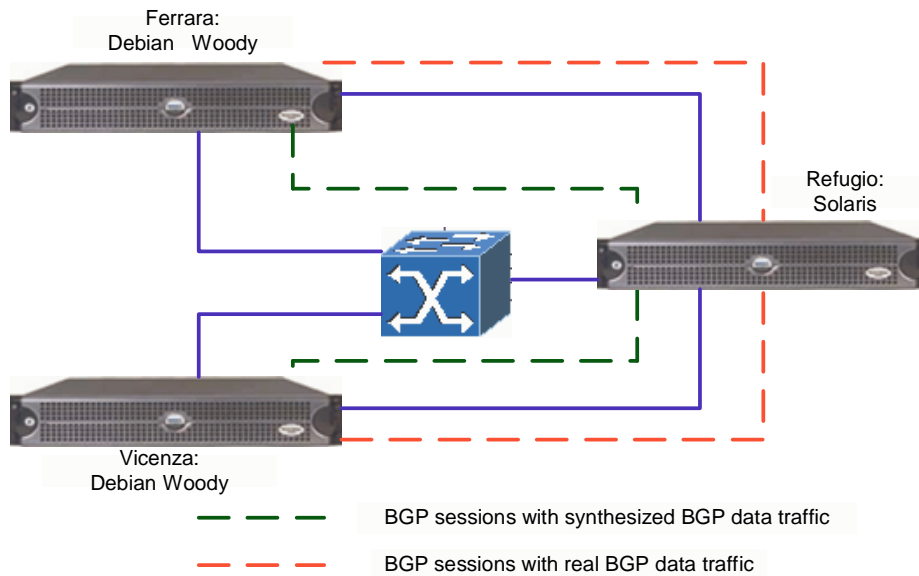 Ferrara:
Debian Woody
Refugio:
Solaris
Vicenza:
Debian Woody
BGP sessions with synthesized BGP data traffic
BGP sessions with real BGP data traffic